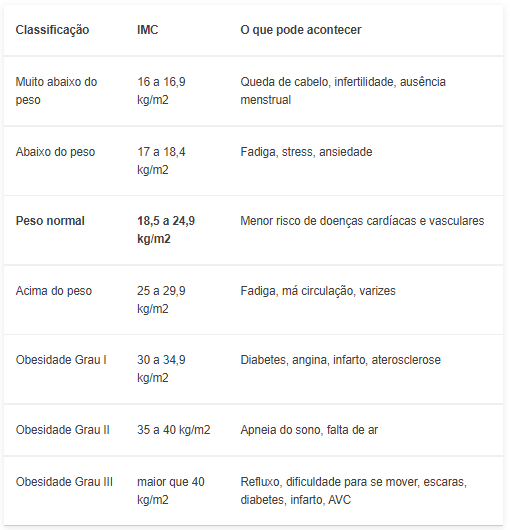 Classificação IMC O que pode acontecer
Muito abaixo do peso 16 a 16,9 kg/m2 Queda de cabelo, infertilidade, ausência menstrual
Abaixo do peso 17 a 18,4 kg/m2 Fadiga, stress, ansiedade
Peso normal 18,5 a 24,9 kg/m2 Menor risco de doenças cardíacas e vasculares
Acima do peso 25 a 29,9 kg/m2 Fadiga, má circulação, varizes
Obesidade Grau I 30 a 34,9 kg/m2 Diabetes, angina, infarto, aterosclerose
Obesidade Grau II 35 a 40 kg/m2 Apneia do sono, falta de ar
Obesidade Grau III maior que 40 kg/m2 Refluxo, dificuldade para se mover, escaras, diabetes, infarto, AVC